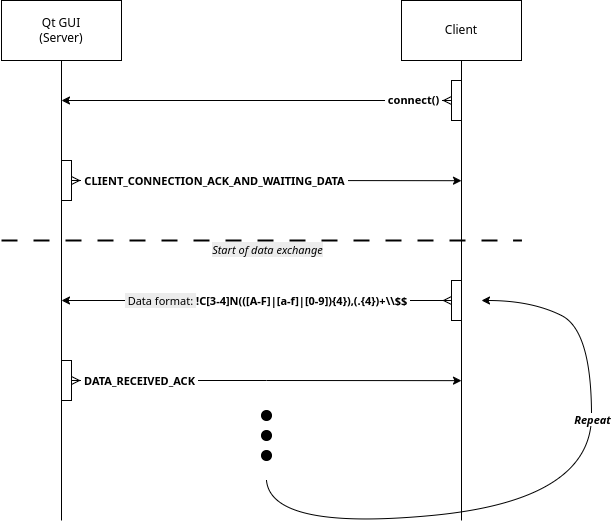 Qt GUI
(Server)
Client
connect()
CLIENT_CONNECTION_ACK_AND_WAITING_DATA
Start of data exchange
Data format: !C[3-4]N(([A-F]|[a-f]|[0-9]){4}),(.{4})+\\$$
DATA_RECEIVED_ACK
Repeat